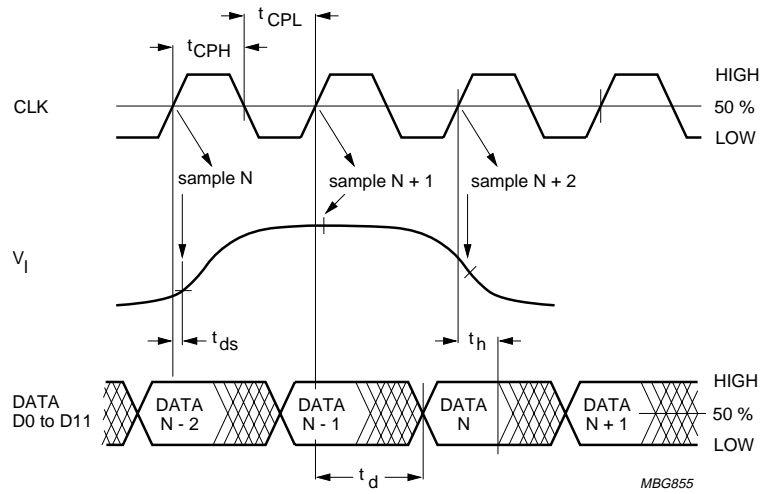 t CPL
t CPH
HIGH
CLK
50 %
LOW
sample N
sample N + 1
sample N + 2
V I
t ds
t h
HIGH
DATA
D0 to D11
DATA
N - 2
DATA
N - 1
DATA
N
DATA
N + 1
50 %
LOW
t d
MBG855